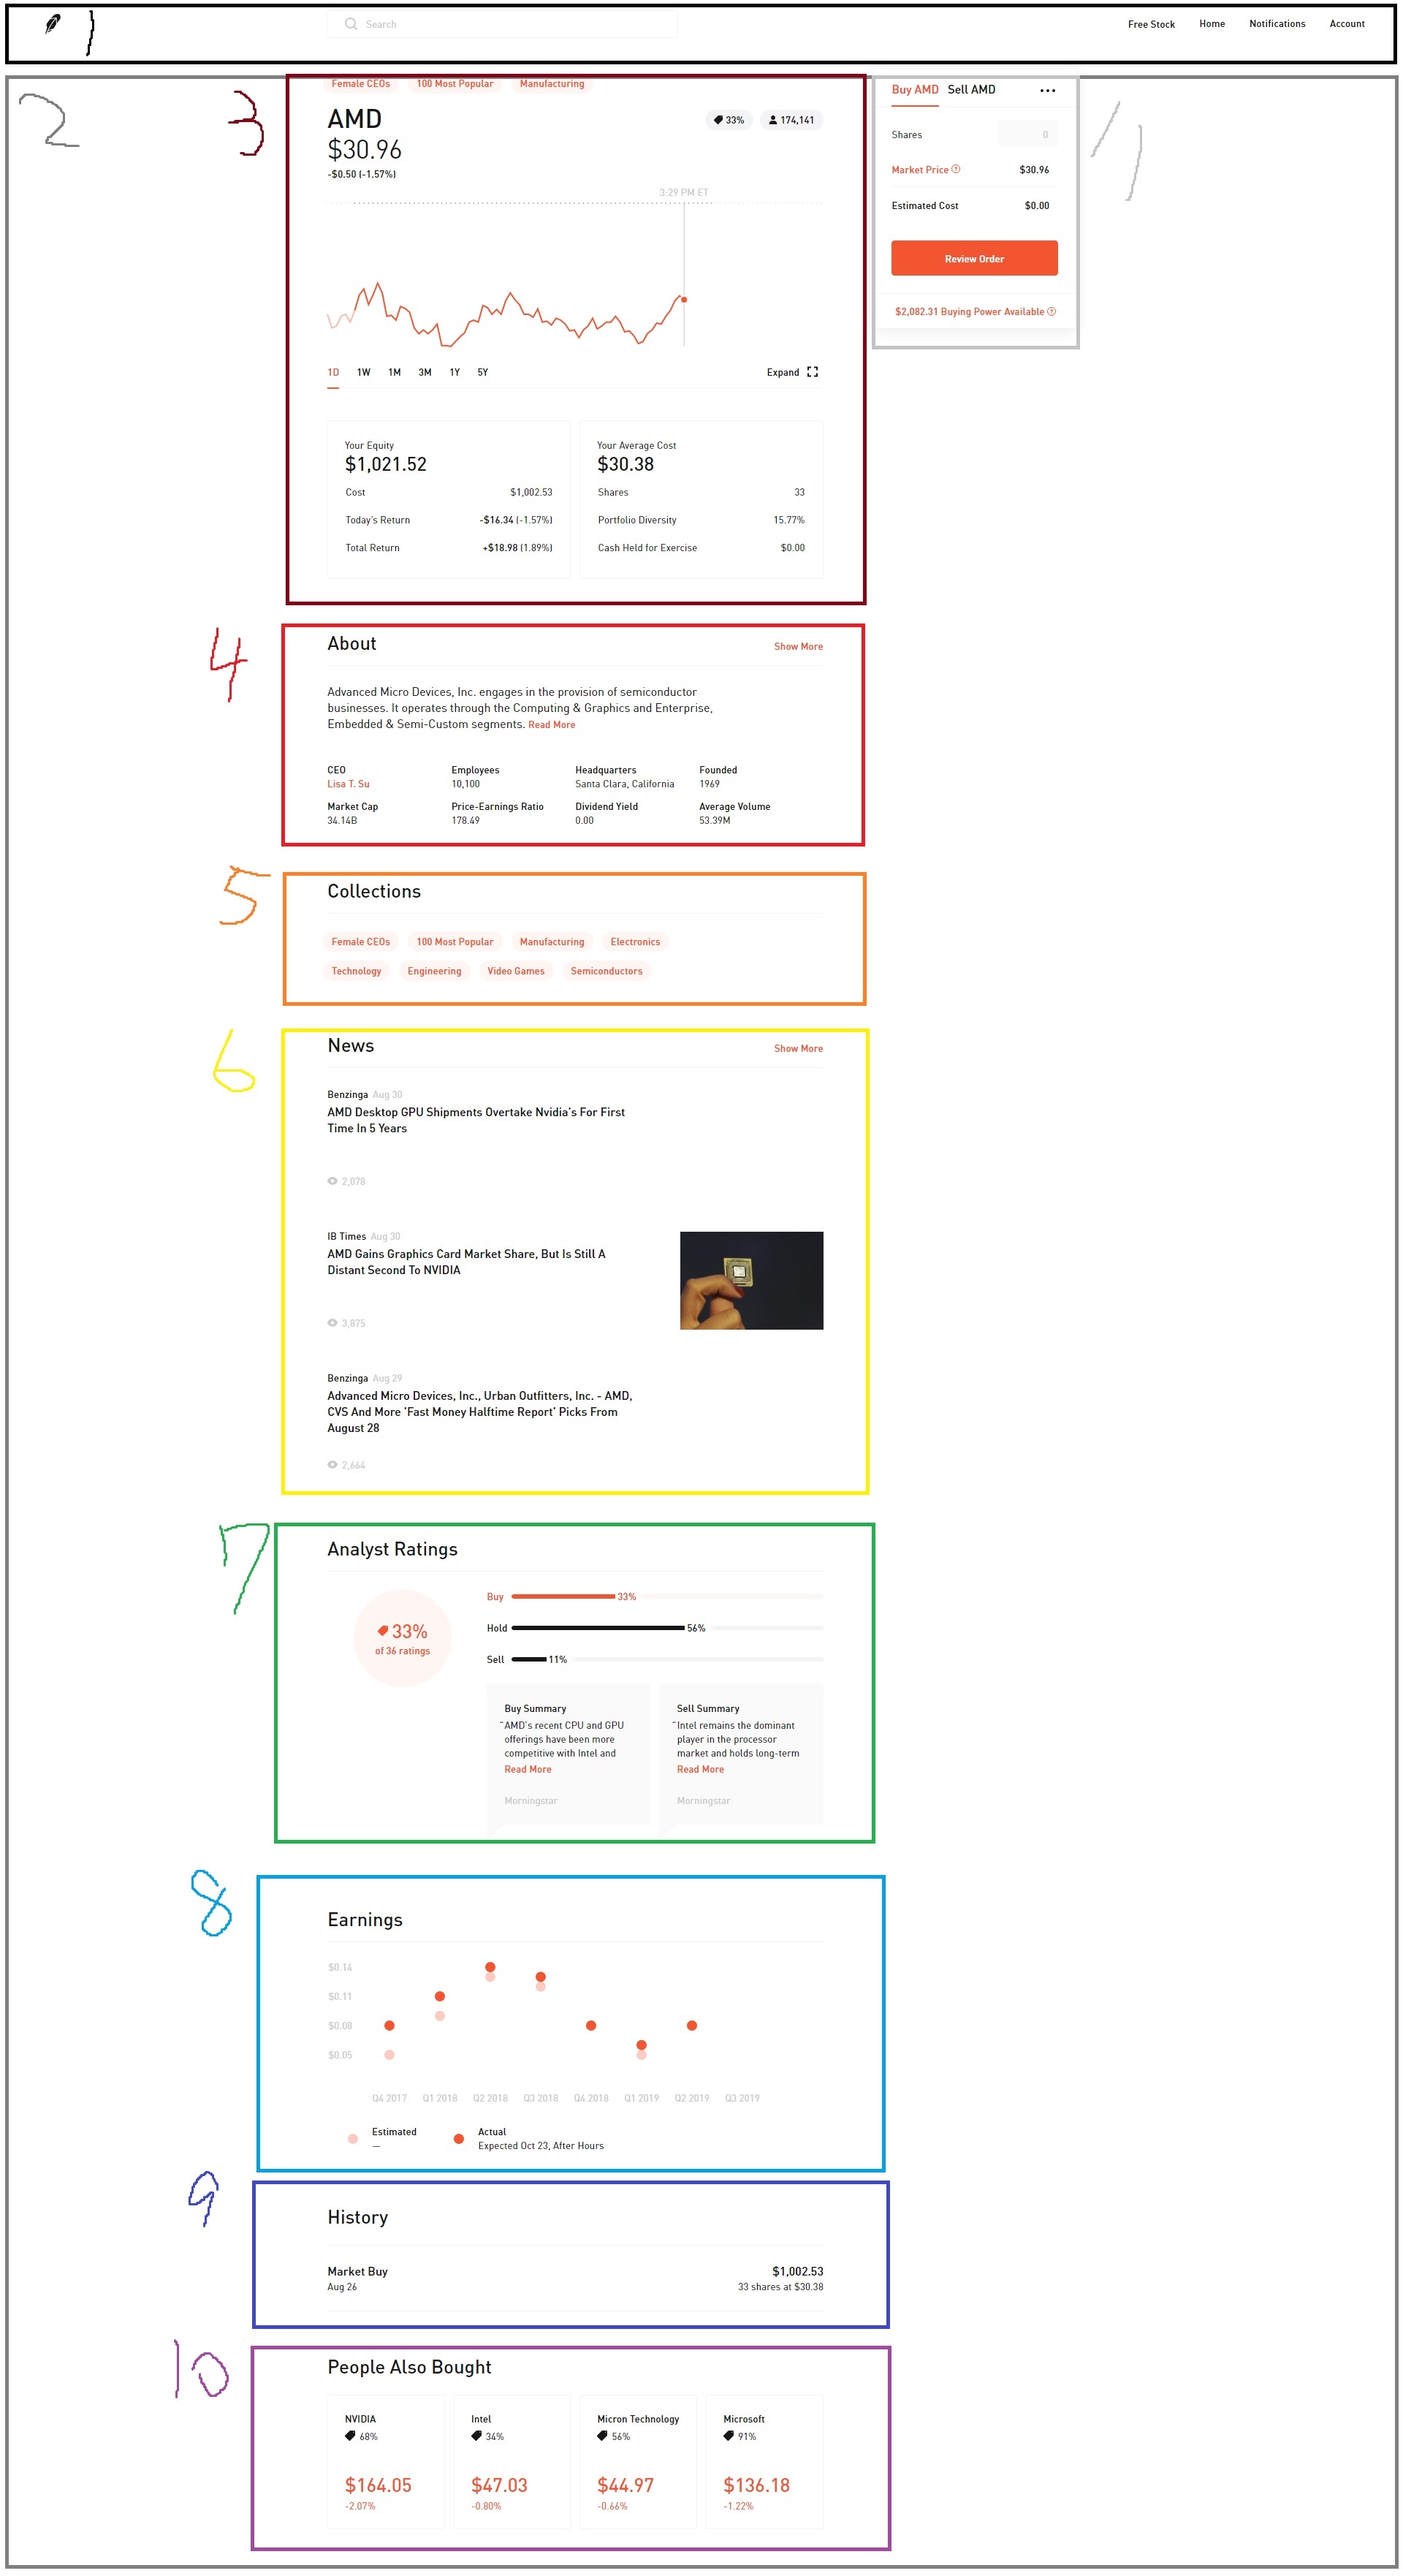 1
Search
Free Stock Home Notifications Account
2
3
Female CEOs 100 Most Popular Manufacturing
AMD
33% 174,141
$30.96
-$0.50 (-1.57%)
3:29 PM ET
1D 1W 1M 3M 1Y 5Y Expand
Your Equity
$1,021.52
Cost $1,002.53
Today's Return -$16.34 (-1.57%)
Total Return +$18.98 (1.89%)
Your Average Cost
$30.38
Shares 33
Portfolio Diversity 15.77%
Cash Held for Exercise $0.00
11
Buy AMD Sell AMD
Shares 0
Market Price $30.96
Estimated Cost $0.00
Review Order
$2,082.31 Buying Power Available
4
About Show More
Advanced Micro Devices, Inc. engages in the provision of semiconductor
businesses. It operates through the Computing & Graphics and Enterprise,
Embedded & Semi-Custom segments. Read More
CEO Employees Headquarters Founded
Lisa T. Su 10,100 Santa Clara, California 1969
Market Cap Price-Earnings Ratio Dividend Yield Average Volume
34.14B 178.49 0.00 53.39M
5
Collections
Female CEOs 100 Most Popular Manufacturing Electronics
Technology Engineering Video Games Semiconductors
6
News Show More
Benzinga Aug 30
AMD Desktop GPU Shipments Overtake Nvidia's For First
Time In 5 Years
2,078
IB Times Aug 30
AMD Gains Graphics Card Market Share, But Is Still A
Distant Second To NVIDIA
3,875
Benzinga Aug 29
Advanced Micro Devices, Inc., Urban Outfitters, Inc. - AMD,
CVS And More 'Fast Money Halftime Report' Picks From
August 28
2,664
7
Analyst Ratings
33%
of 36 ratings
Buy 33%
Hold 56%
Sell 11%
Buy Summary
"AMD's recent CPU and GPU
offerings have been more
competitive with Intel and
Read More
Morningstar
Sell Summary
"Intel remains the dominant
player in the processor
market and holds long-term
Read More
Morningstar
8
Earnings
$0.14
$0.11
$0.08
$0.05
Q4 2017 Q1 2018 Q2 2018 Q3 2018 Q4 2018 Q1 2019 Q2 2019 Q3 2019
Estimated Actual
— Expected Oct 23, After Hours
9
History
Market Buy $1,002.53
Aug 26 33 shares at $30.38
10
People Also Bought
NVIDIA Intel Micron Technology Microsoft
68% 34% 56% 91%
$164.05 $47.03 $44.97 $136.18
-2.07% -0.80% -0.66% -1.22%